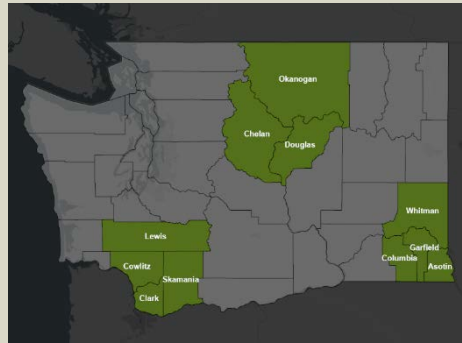 Okanogan
Chelan
Douglas
Whitman
Lewis
Garfield
Columbia
Cowlitz
Asotin
Skamania
Clark